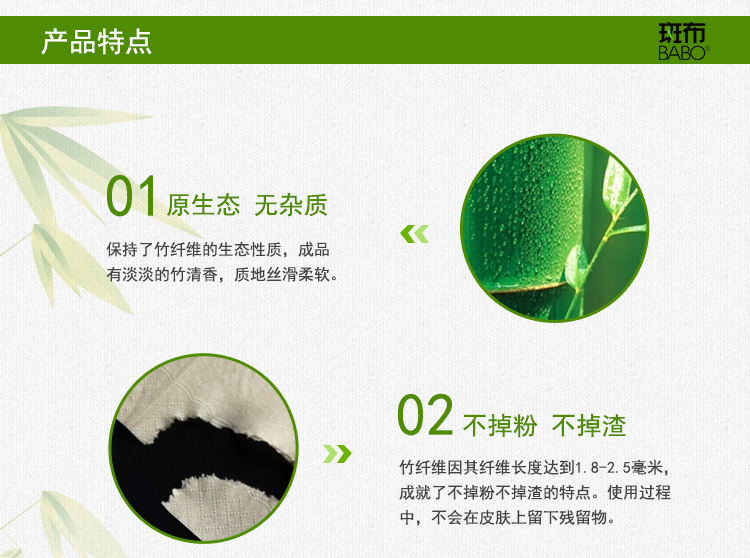 产品特点
斑布
BABO®
01 原生态 无杂质
保持了竹纤维的生态性质，成品
有淡淡的竹清香，质地丝滑柔软。
02 不掉粉 不掉渣
竹纤维因其纤维长度达到1.8-2.5毫米，
成就了不掉粉不掉渣的特点。使用过程
中，不会在皮肤上留下残留物。